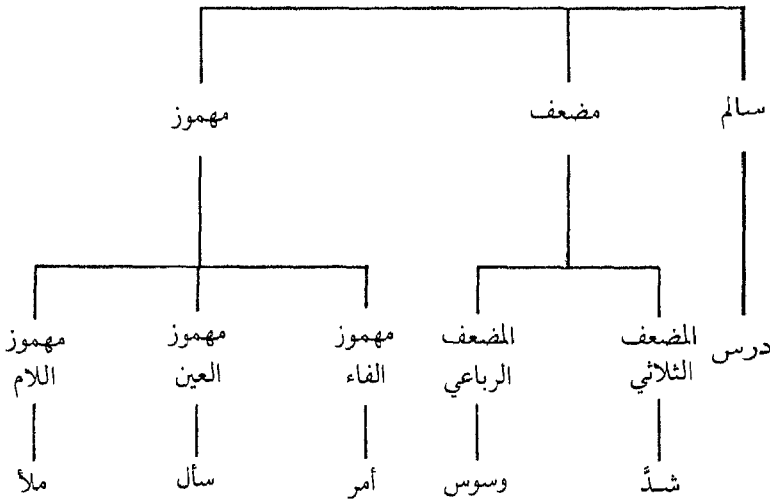 سالم مضعف مهموز
درس المضعف المضعف مهموز مهموز مهموز
الثلاثي الرباعي الفاء العين اللام
شدَّ وسوس أمر سأل ملأ